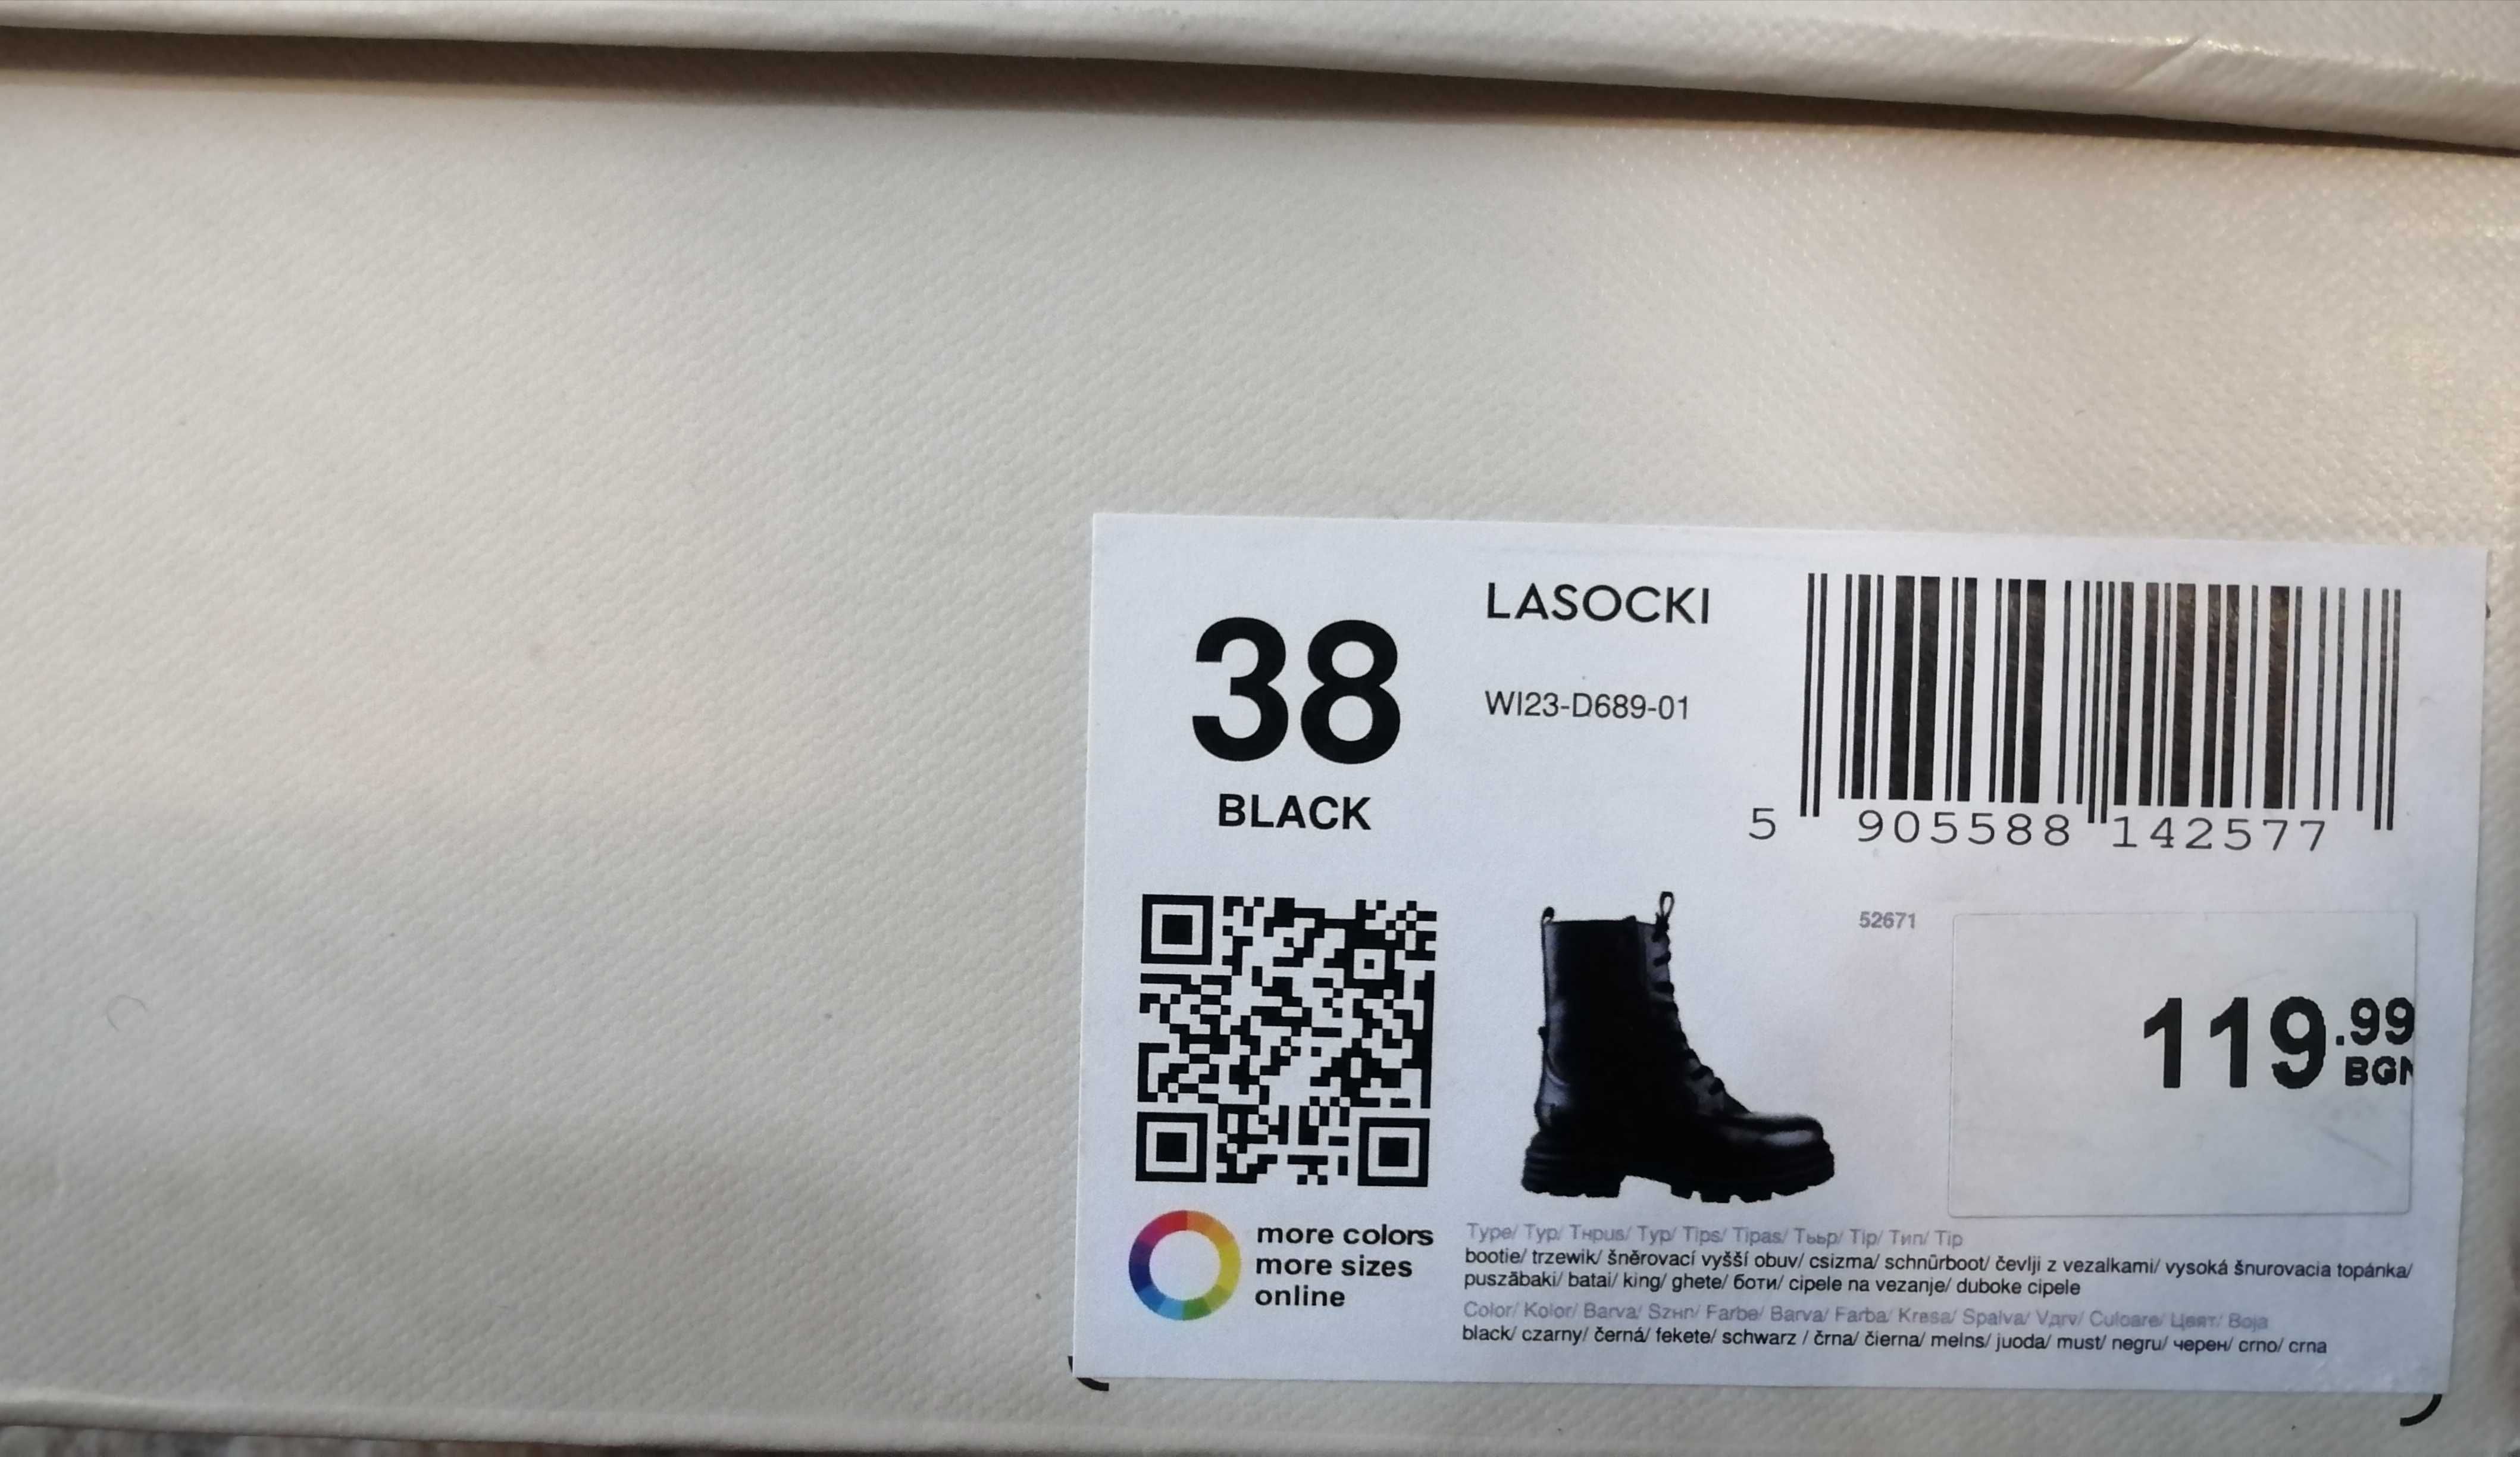 38
BLACK
LASOCKI
WI23-D689-01
5 905588 142577
52671
119.99
BGN
more colors
more sizes
online
Type/ Typ/ Тнpus/ Typ/ Tips/ Tipas/ Тььр/ Tip/ Тип/ Tip
bootie/ trzewik/ šněrovací vyšší obuv/ csizma/ schnürboot/ čevlji z vezalkami/ vysoká šnurovacia topánka/
puszābaki/ batai/ king/ ghete/ боти/ cipele na vezanje/ duboke cipele
Color/ Kolor/ Barva/ Szнn/ Farbe/ Barva/ Farba/ Krasa/ Spalva/ Vдrv/ Culoare/ Цвят/ Boja
black/ czarny/ černá/ fekete/ schwarz / črna/ čierna/ melns/ juoda/ must/ negru/ черен/ crno/ crna